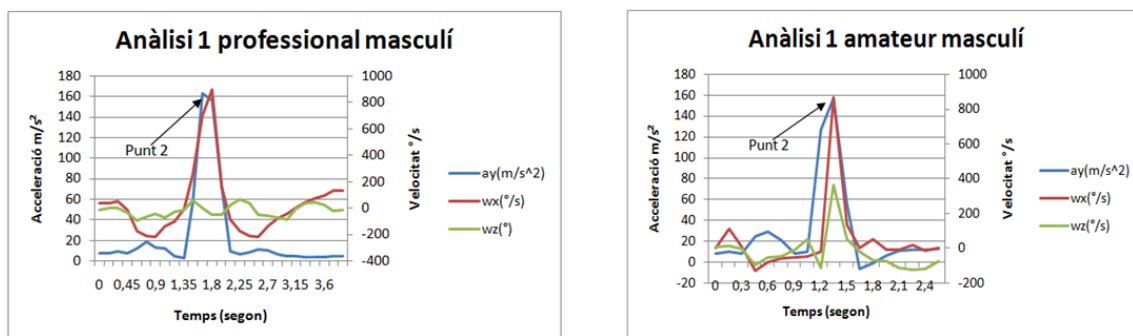 Anàlisi 1 professional masculí
Acceleració m/s²
180
160
140
120
100
80
60
40
20
0
1000
800
600
400
200
0
-200
-400
Velocitat °/s
Punt 2
ay(m/s^2)
wx(°/s)
wz(°)
0 0,45 0,9 1,35 1,8 2,25 2,7 3,15 3,6
Temps (segon)
Anàlisi 1 amateur masculí
Acceleració m/s²
180
160
140
120
100
80
60
40
20
0
-20
1000
800
600
400
200
0
-200
Velocitat °/s
Punt 2
ay(m/s^2)
wx(°/s)
wz(°/s)
0 0,3 0,6 0,9 1,2 1,5 1,8 2,1 2,4
Temps (segon)